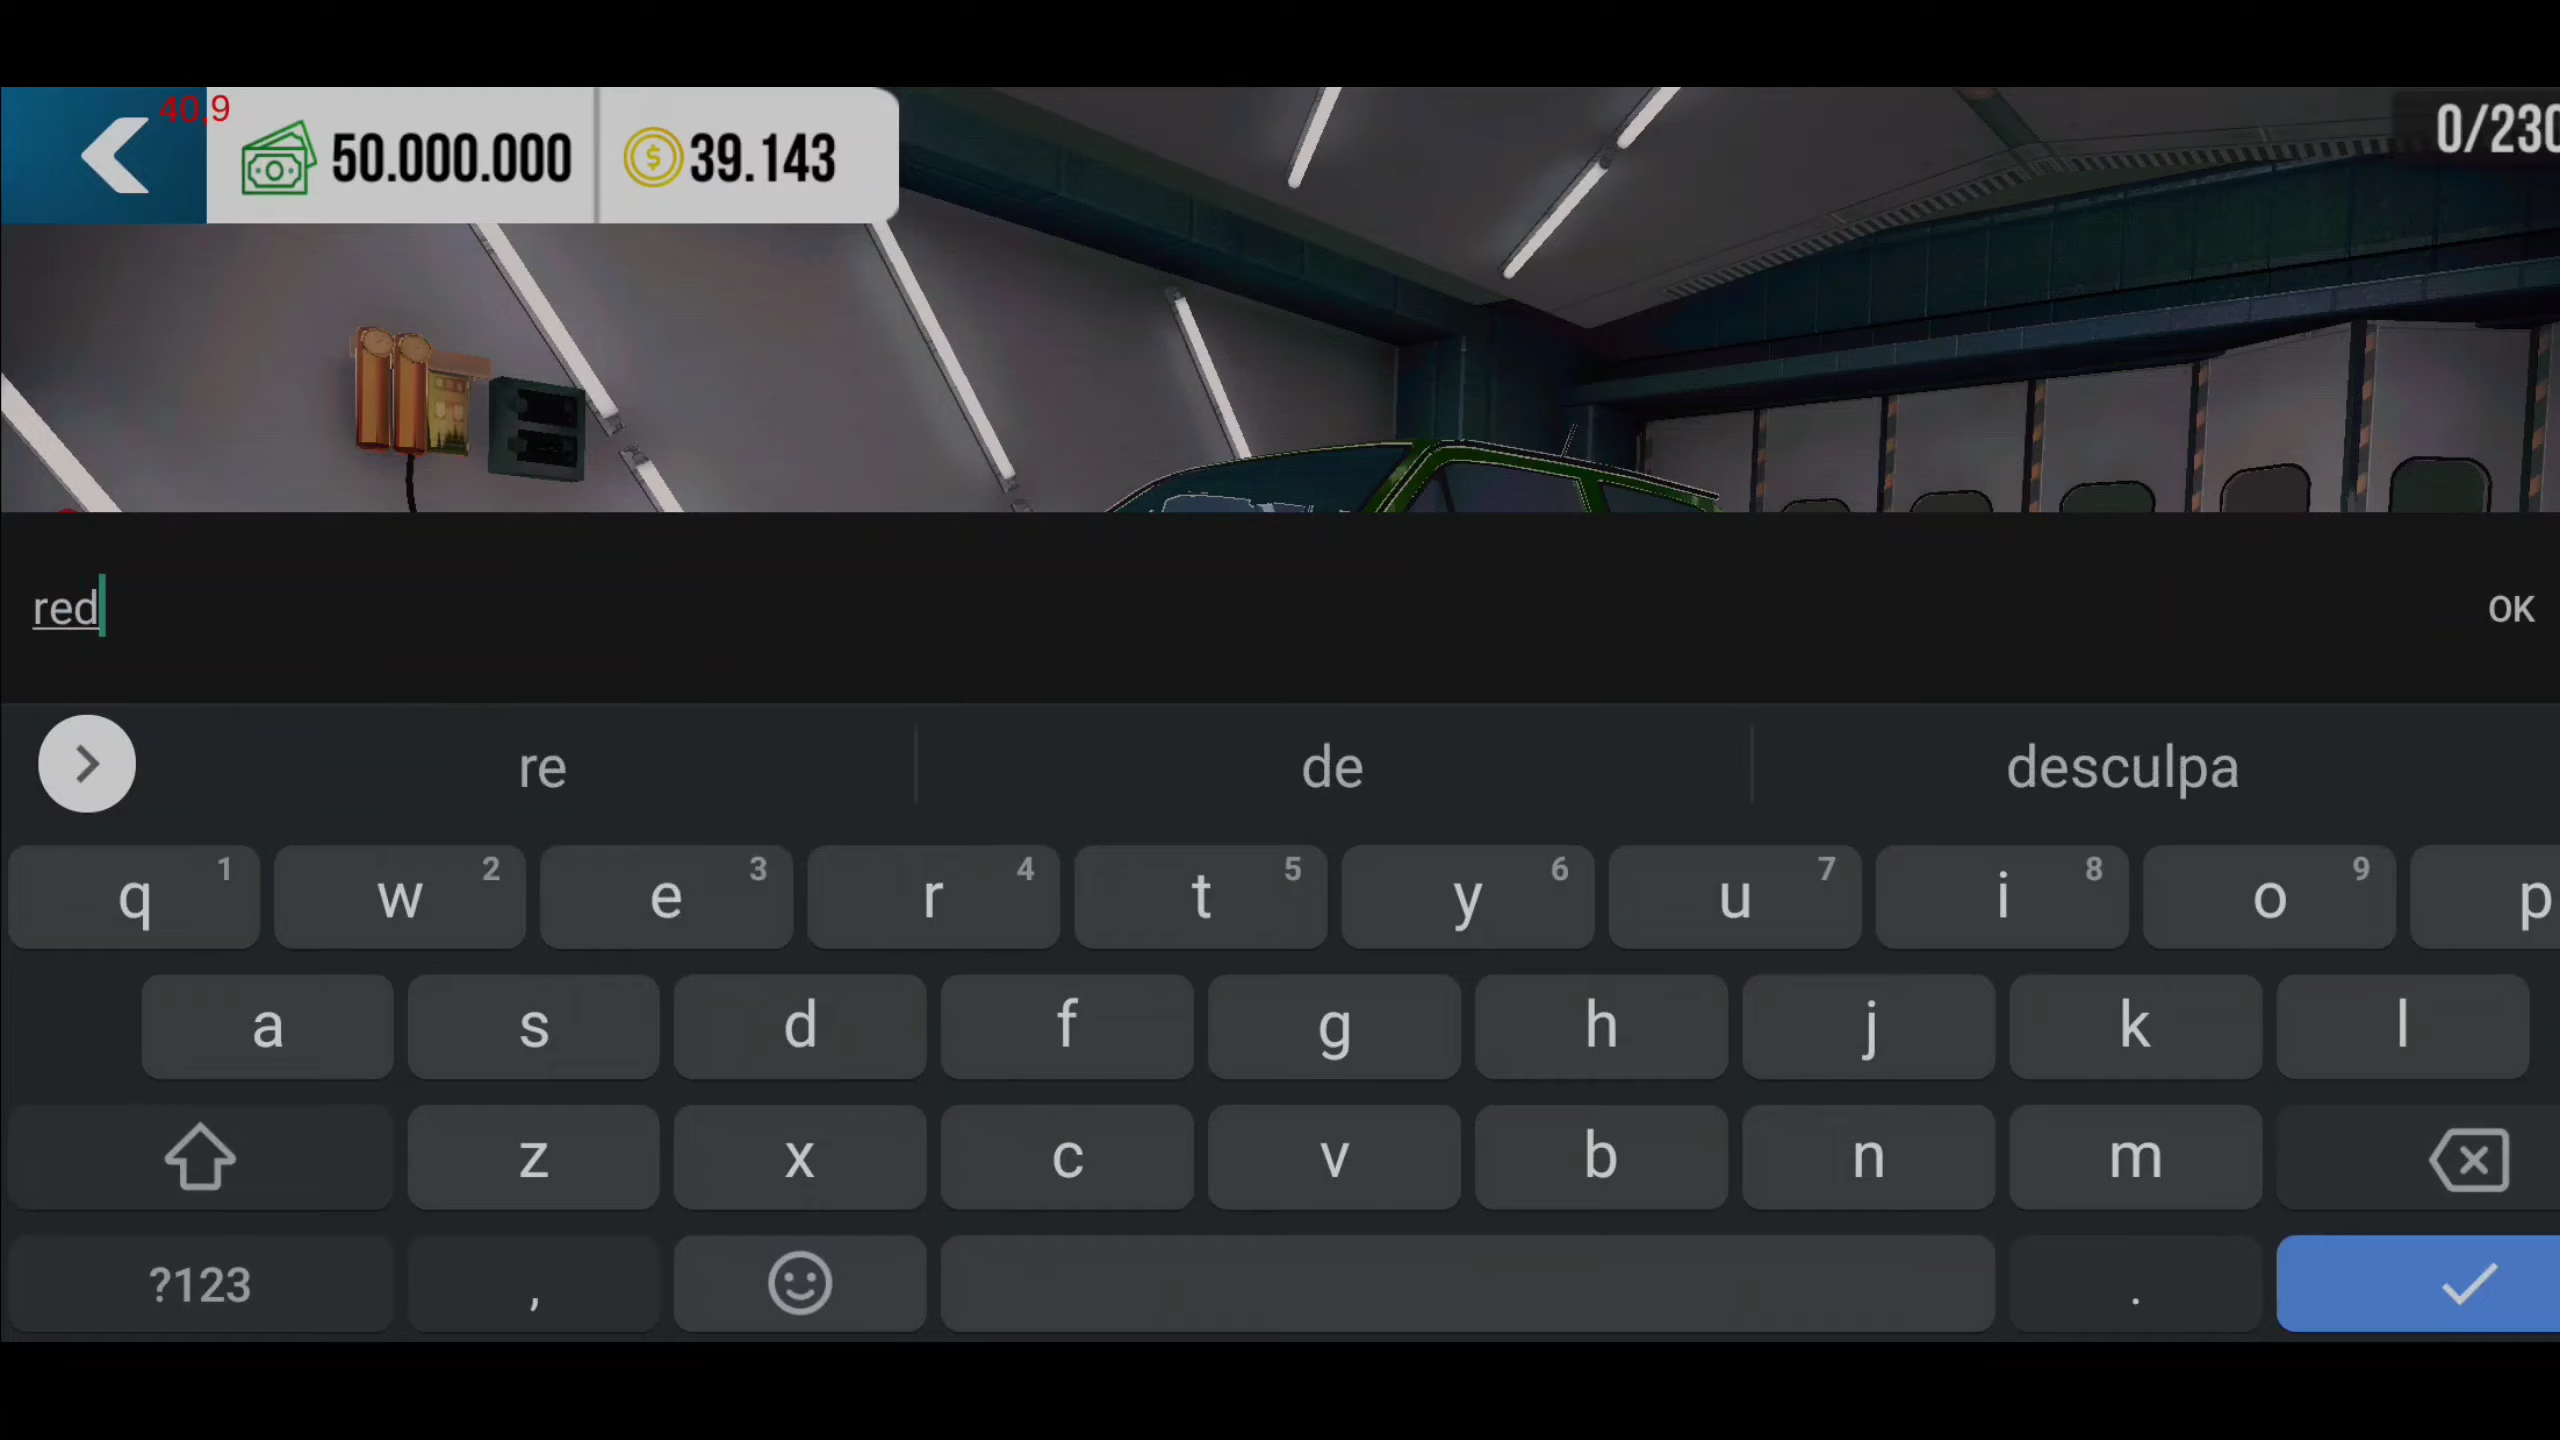 40,9
50.000.000
$ 39.143
0/230
red
OK
re de desculpa
q 1 w 2 e 3 r 4 t 5 y 6 u 7 i 8 o 9 p
a s d f g h j k l
z x c v b n m
?123 , .